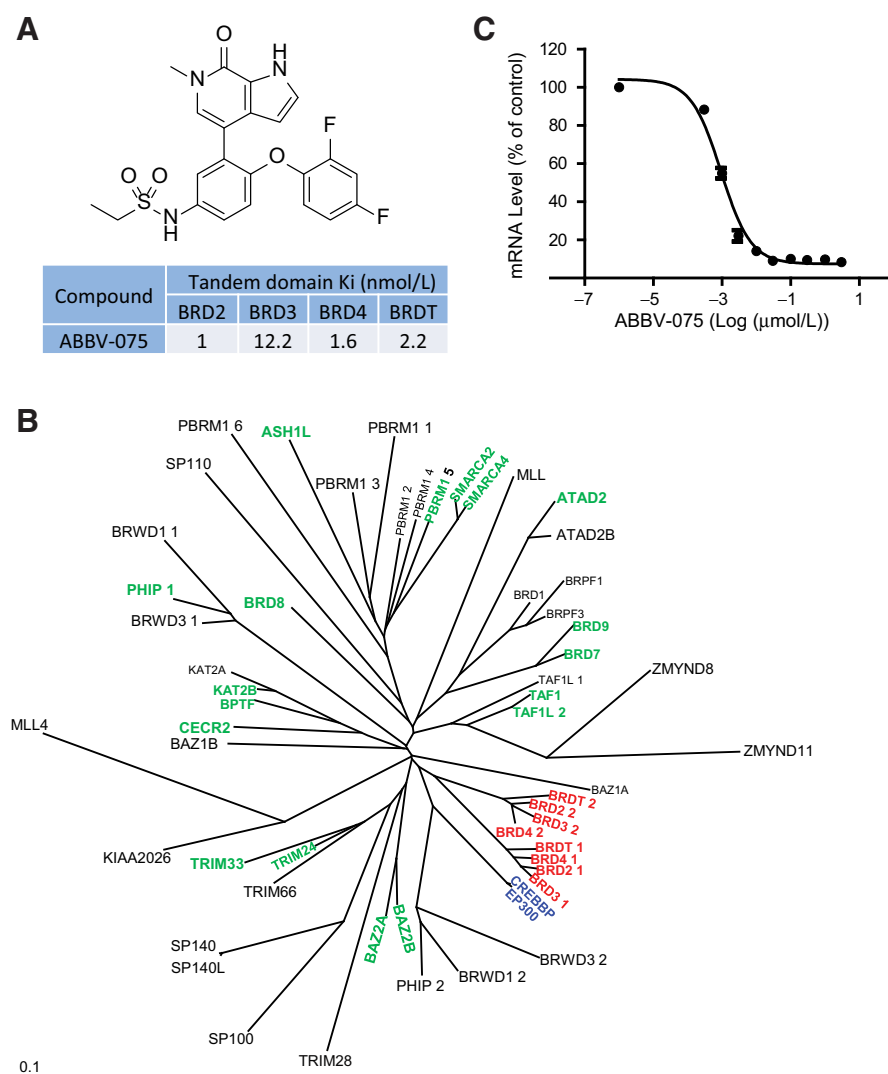 A
O
H
N
N
F
O
O
O
S
N
H
F
Compound
Tandem domain Ki (nmol/L)
BRD2
BRD3
BRD4
BRDT
ABBV-075
1
12.2
1.6
2.2
C
mRNA Level (% of control)
120
100
80
60
40
20
−7
−5
−3
−1
1
ABBV-075 (Log (μmol/L))
B
PBRM1 6
ASH1L
PBRM1 1
SP110
PBRM1 3
PBRM1 2
PBRM1 4
PBRM1 5
SMARCA2
SMARCA4
MLL
ATAD2
ATAD2B
BRWD1 1
PHIP 1
BRWD3 1
BRD8
BRD1
BRPF1
BRPF3
BRD9
BRD7
KAT2A
KAT2B
BPTF
CECR2
BAZ1B
TAF1L 1
TAF1
TAF1L 2
ZMYND8
ZMYND11
MLL4
BAZ1A
BRDT 2
BRD2 2
BRD3 2
BRD4 2
BRDT 1
BRD4 1
BRD2 1
BRD3 1
CREBBP
EP300
KIAA2026
TRIM33
TRIM24
TRIM66
BAZ2A
BAZ2B
SP140
SP140L
PHIP 2
BRWD1 2
BRWD3 2
SP100
TRIM28
0.1